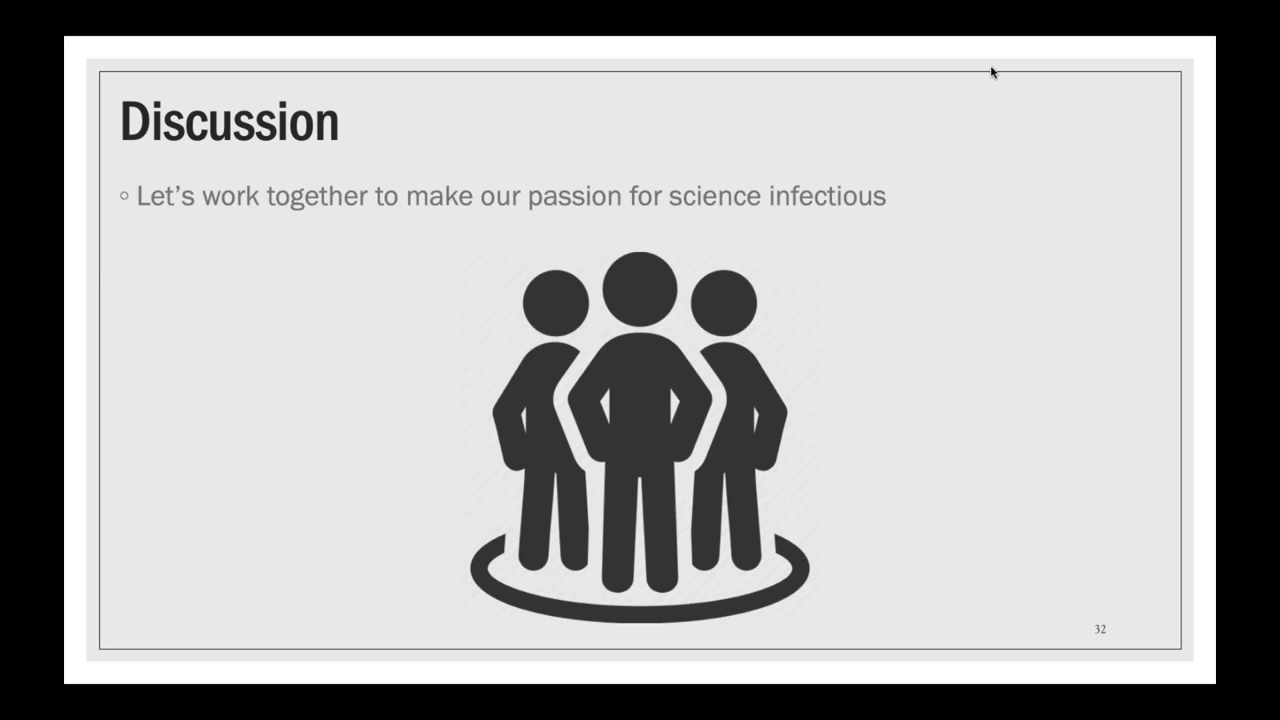 Discussion
◦ Let’s work together to make our passion for science infectious
32